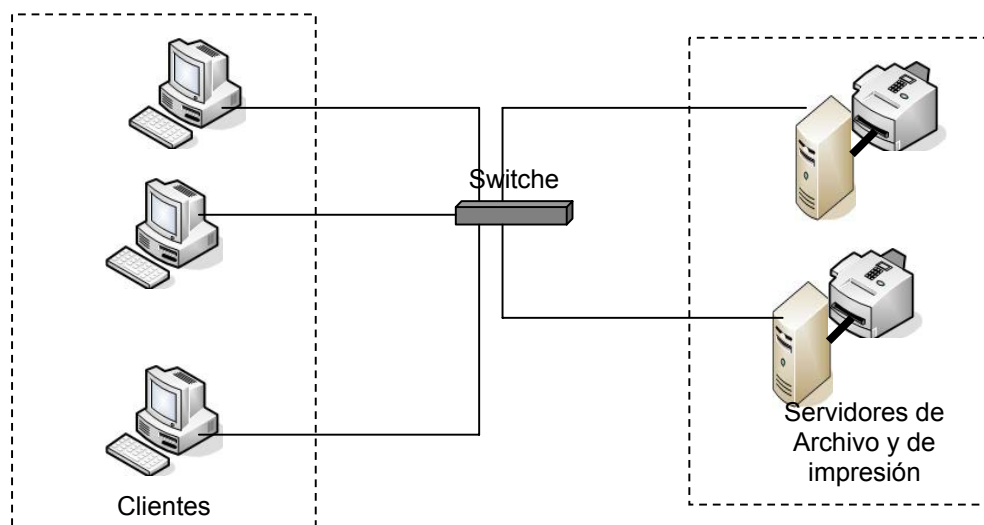 Switche
Clientes
Servidores de
Archivo y de
impresión